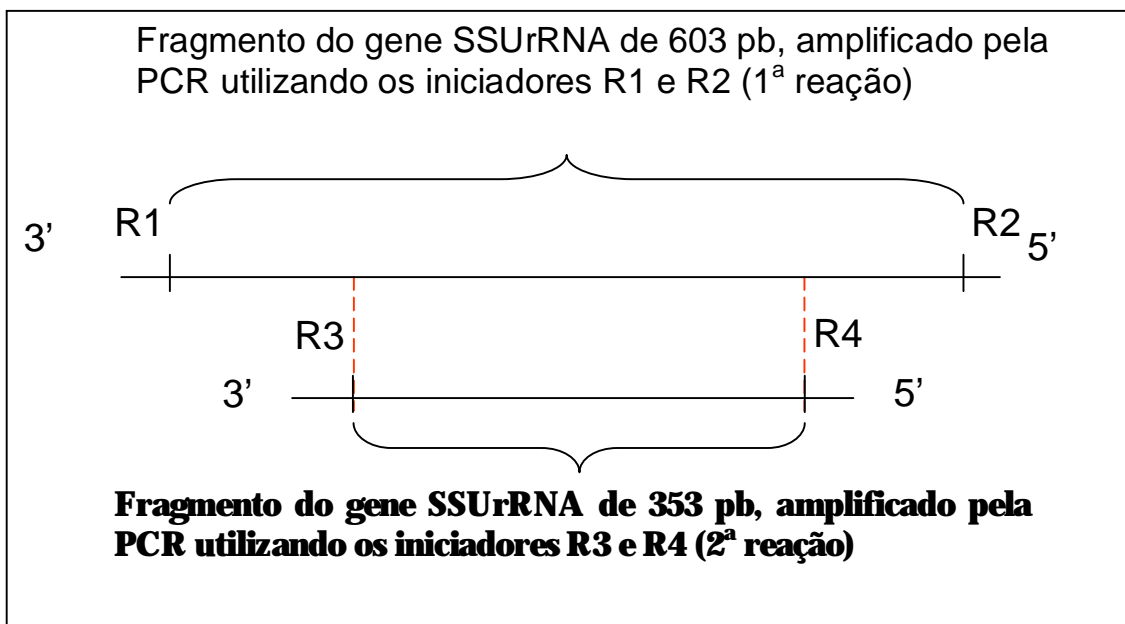 Fragmento do gene SSUrRNA de 603 pb, amplificado pela
PCR utilizando os iniciadores R1 e R2 (1ª reação)
3’ R1 R2 5’
R3 R4
3’ 5’
Fragmento do gene SSUrRNA de 353 pb, amplificado pela
PCR utilizando os iniciadores R3 e R4 (2ª reação)